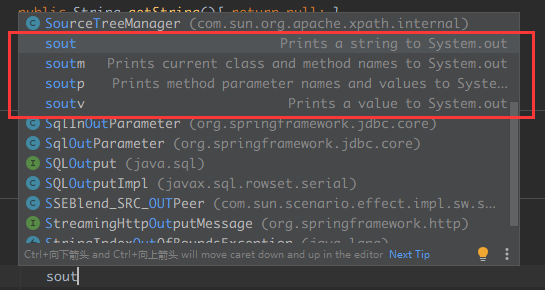 public String getString(){ return null; }
SourceTreeManager (com.sun.org.apache.xpath.internal)
sout Prints a string to System.out
soutm Prints current class and method names to System.out
soutp Prints method parameter names and values to Syste...
soutv Prints a value to System.out
SqlInOutParameter (org.springframework.jdbc.core)
SqlOutParameter (org.springframework.jdbc.core)
SQLOutput (java.sql)
SQLOutputImpl (javax.sql.rowset.serial)
SSEBlend_SRC_OUTPeer (com.sun.scenario.effect.impl.sw.s...
StreamingHttpOutputMessage (org.springframework.http)
StringIndexOutOfBoundsException (java.lang)
Ctrl+向下箭头 and Ctrl+向上箭头 will move caret down and up in the editor Next Tip
sout